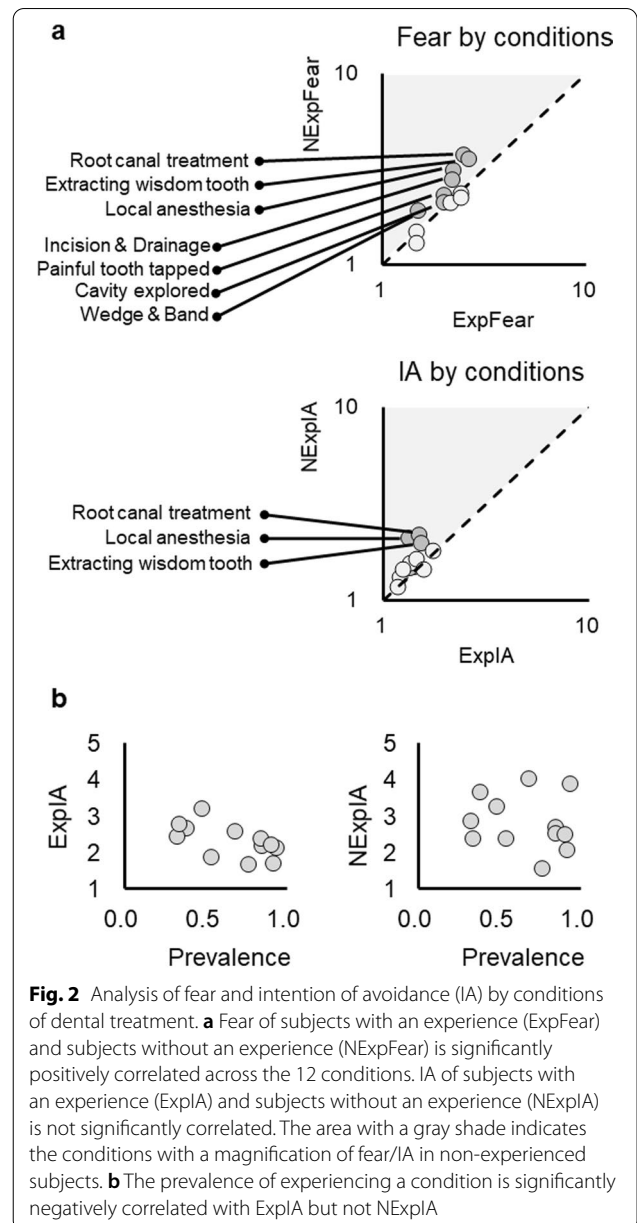 a
Fear by conditions
NExpFear
10
Root canal treatment
Extracting wisdom tooth
Local anesthesia
Incision & Drainage
Painful tooth tapped
Cavity explored
Wedge & Band
1
1
10
ExpFear
IA by conditions
NExpIA
10
Root canal treatment
Local anesthesia
Extracting wisdom tooth
1
1
10
ExpIA
b
5
4
3
2
1
ExpIA
0.0 0.5 1.0
Prevalence
5
4
3
2
1
NExpIA
0.0 0.5 1.0
Prevalence
Fig. 2 Analysis of fear and intention of avoidance (IA) by conditions
of dental treatment. a Fear of subjects with an experience (ExpFear)
and subjects without an experience (NExpFear) is significantly
positively correlated across the 12 conditions. IA of subjects with
an experience (ExpIA) and subjects without an experience (NExpIA)
is not significantly correlated. The area with a gray shade indicates
the conditions with a magnification of fear/IA in non-experienced
subjects. b The prevalence of experiencing a condition is significantly
negatively correlated with ExpIA but not NExpIA